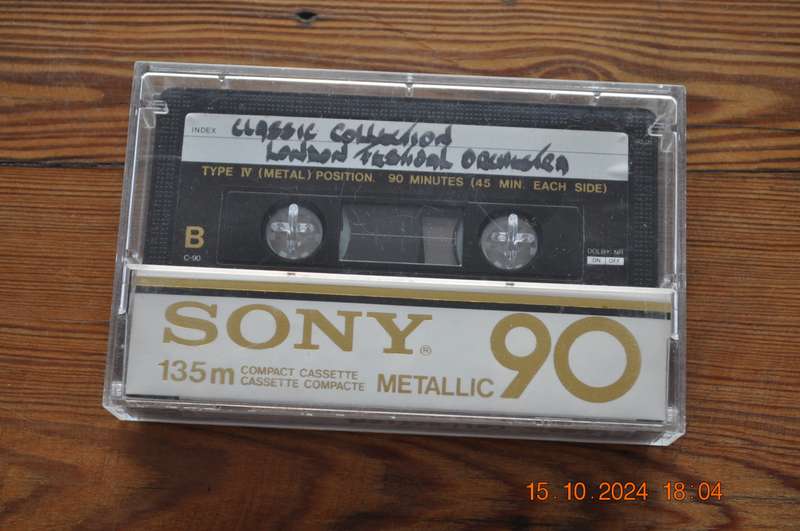 INDEX CLASSIC COLLECTION
LONDON FESTIVAL ORCHESTRA
TYPE IV (METAL) POSITION. 90 MINUTES (45 MIN. EACH SIDE)
B
C-90
DOLBY NR
ON OFF
SONY®
90
135m COMPACT CASSETTE
CASSETTE COMPACTE
METALLIC
15.10.2024 18:04